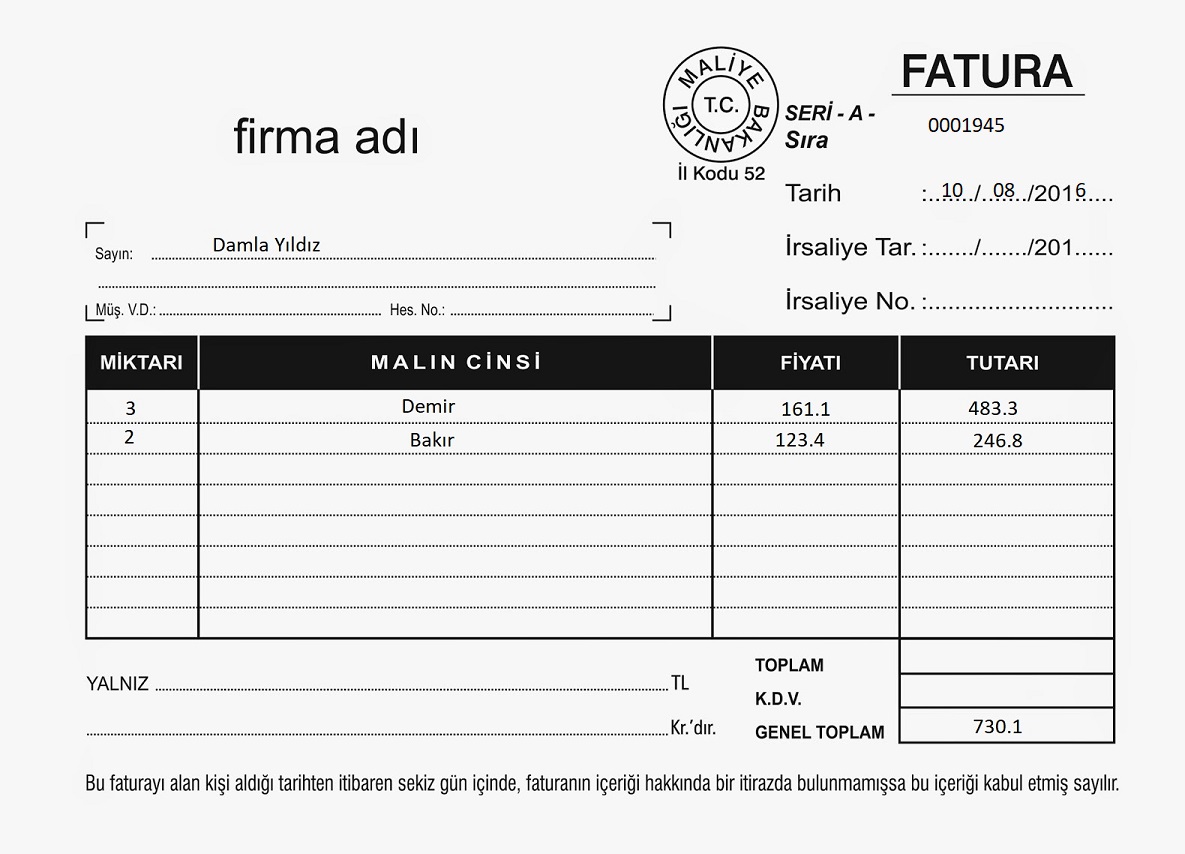 FATURA
MALİYE BAKANLIĞI
T.C.
İl Kodu 52
SERİ - A -
Sıra
0001945
firma adı
Tarih :..10../..08../2016.....
İrsaliye Tar. :......./......./201......
İrsaliye No. :............................
Sayın: Damla Yıldız
Müş. V.D.: Hes. No.:
MİKTARI MALIN CİNSİ FİYATI TUTARI
3 Demir 161.1 483.3
2 Bakır 123.4 246.8
TOPLAM
YALNIZ TL
K.D.V.
Kr.'dır.
GENEL TOPLAM 730.1
Bu faturayı alan kişi aldığı tarihten itibaren sekiz gün içinde, faturanın içeriği hakkında bir itirazda bulunmamışsa bu içeriği kabul etmiş sayılır.